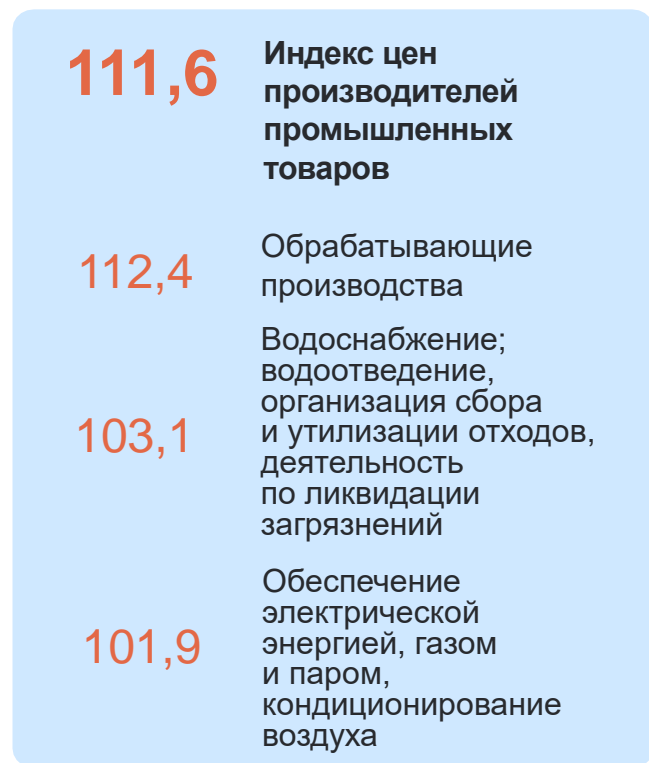 111,6
Индекс цен
производителей
промышленных
товаров
112,4
Обрабатывающие
производства
103,1
Водоснабжение;
водоотведение,
организация сбора
и утилизации отходов,
деятельность
по ликвидации
загрязнений
101,9
Обеспечение
электрической
энергией, газом
и паром,
кондиционирование
воздуха